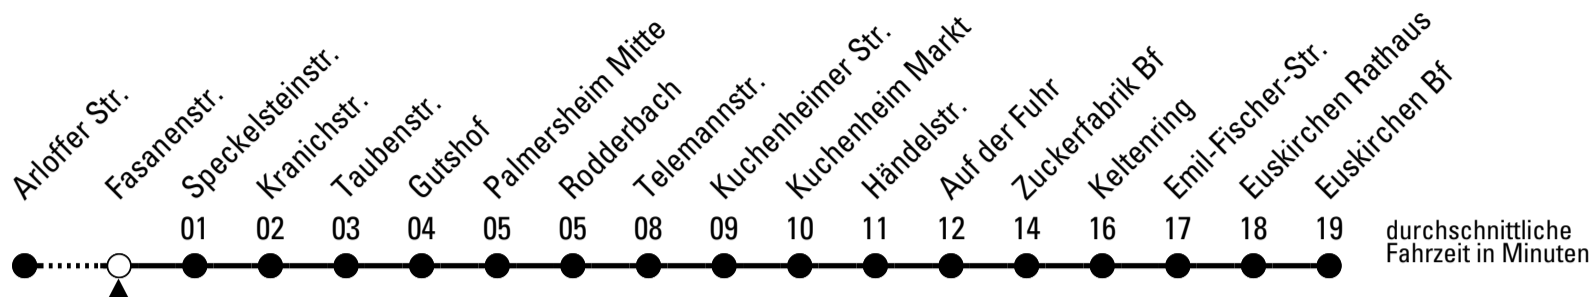 Arloffer Str.
Fasanenstr.
Speckelsteinstr.
Kranichstr.
Taubenstr.
Gutshof
Palmersheim Mitte
Rodderbach
Telemannstr.
Kuchenheimer Str.
Kuchenheim Markt
Händelstr.
Auf der Fuhr
Zuckerfabrik Bf
Keltenring
Emil-Fischer-Str.
Euskirchen Rathaus
Euskirchen Bf
01 02 03 04 05 05 08 09 10 11 12 14 16 17 18 19
durchschnittliche
Fahrzeit in Minuten